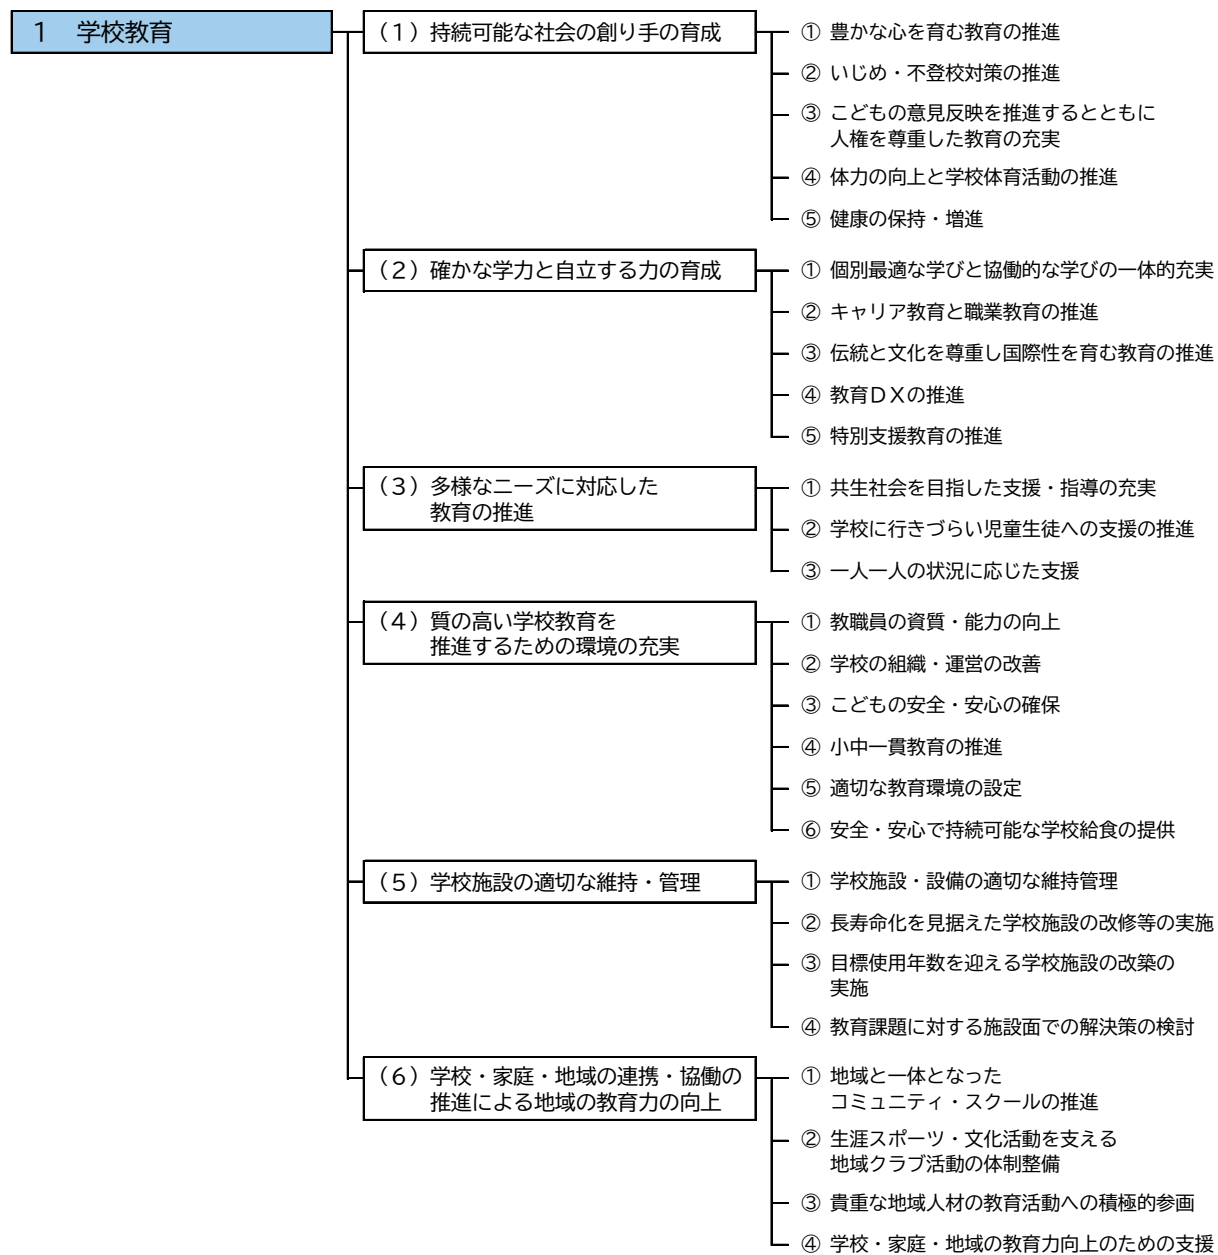 1　学校教育
（1）持続可能な社会の創り手の育成
① 豊かな心を育む教育の推進
② いじめ・不登校対策の推進
③ こどもの意見反映を推進するとともに
人権を尊重した教育の充実
④ 体力の向上と学校体育活動の推進
⑤ 健康の保持・増進
（2）確かな学力と自立する力の育成
① 個別最適な学びと協働的な学びの一体的充実
② キャリア教育と職業教育の推進
③ 伝統と文化を尊重し国際性を育む教育の推進
④ 教育ＤＸの推進
⑤ 特別支援教育の推進
（3）多様なニーズに対応した
教育の推進
① 共生社会を目指した支援・指導の充実
② 学校に行きづらい児童生徒への支援の推進
③ 一人一人の状況に応じた支援
（4）質の高い学校教育を
推進するための環境の充実
① 教職員の資質・能力の向上
② 学校の組織・運営の改善
③ こどもの安全・安心の確保
④ 小中一貫教育の推進
⑤ 適切な教育環境の設定
⑥ 安全・安心で持続可能な学校給食の提供
（5）学校施設の適切な維持・管理
① 学校施設・設備の適切な維持管理
② 長寿命化を見据えた学校施設の改修等の実施
③ 目標使用年数を迎える学校施設の改築の
実施
④ 教育課題に対する施設面での解決策の検討
（6）学校・家庭・地域の連携・協働の
推進による地域の教育力の向上
① 地域と一体となった
コミュニティ・スクールの推進
② 生涯スポーツ・文化活動を支える
地域クラブ活動の体制整備
③ 貴重な地域人材の教育活動への積極的参画
④ 学校・家庭・地域の教育力向上のための支援